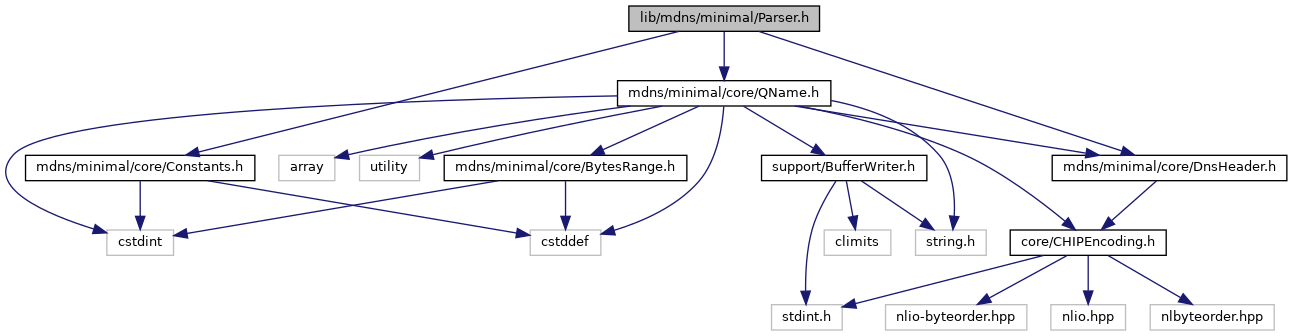 lib/mdns/minimal/Parser.h
mdns/minimal/core/QName.h
mdns/minimal/core/Constants.h
array
utility
mdns/minimal/core/BytesRange.h
support/BufferWriter.h
mdns/minimal/core/DnsHeader.h
cstdint
cstddef
climits
string.h
core/CHIPEncoding.h
stdint.h
nlio-byteorder.hpp
nlio.hpp
nlbyteorder.hpp